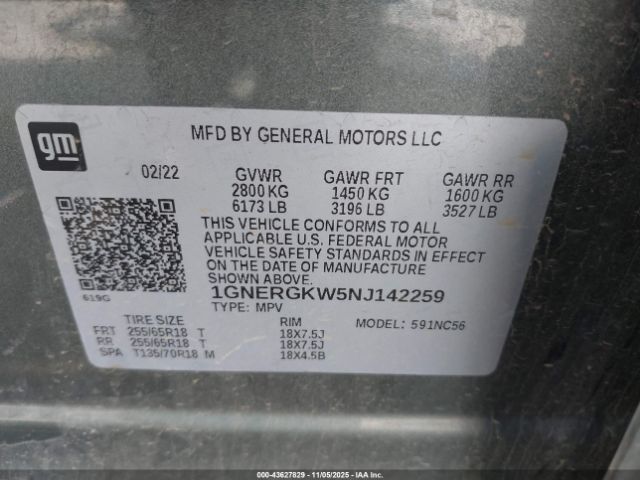 gm
MFD BY GENERAL MOTORS LLC
02/22 GVWR GAWR FRT GAWR RR
2800 KG 1450 KG 1600 KG
6173 LB 3196 LB 3527 LB
THIS VEHICLE CONFORMS TO ALL
APPLICABLE U.S. FEDERAL MOTOR
VEHICLE SAFETY STANDARDS IN EFFECT
ON THE DATE OF MANUFACTURE
SHOWN ABOVE.
619G
1GNERGKW5NJ142259
TYPE: MPV
TIRE SIZE RIM MODEL: 591NC56
FRT 255/65R18 T 18X7.5J
RR 255/65R18 T 18X7.5J
SPA T135/70R18 M 18X4.5B
000-43627829 - 11/05/2025 - IAAI, Inc.